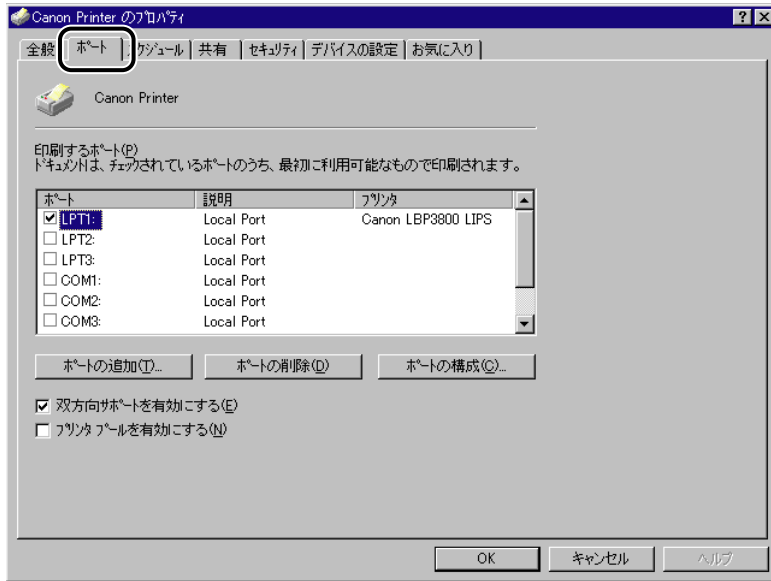 Canon Printer のプロパティ
全般 ポート スケジュール 共有 セキュリティ デバイスの設定 お気に入り
Canon Printer
印刷するポート(P)
ドキュメントは、チェックされているポートのうち、最初に利用可能なもので印刷されます。
ポート 説明 プリンタ
LPT1: Local Port Canon LBP3800 LIPS
LPT2: Local Port
LPT3: Local Port
COM1: Local Port
COM2: Local Port
COM3: Local Port
ポートの追加(T)... ポートの削除(D) ポートの構成(C)...
双方向サポートを有効にする(E)
プリンタ プールを有効にする(N)
OK キャンセル ヘルプ